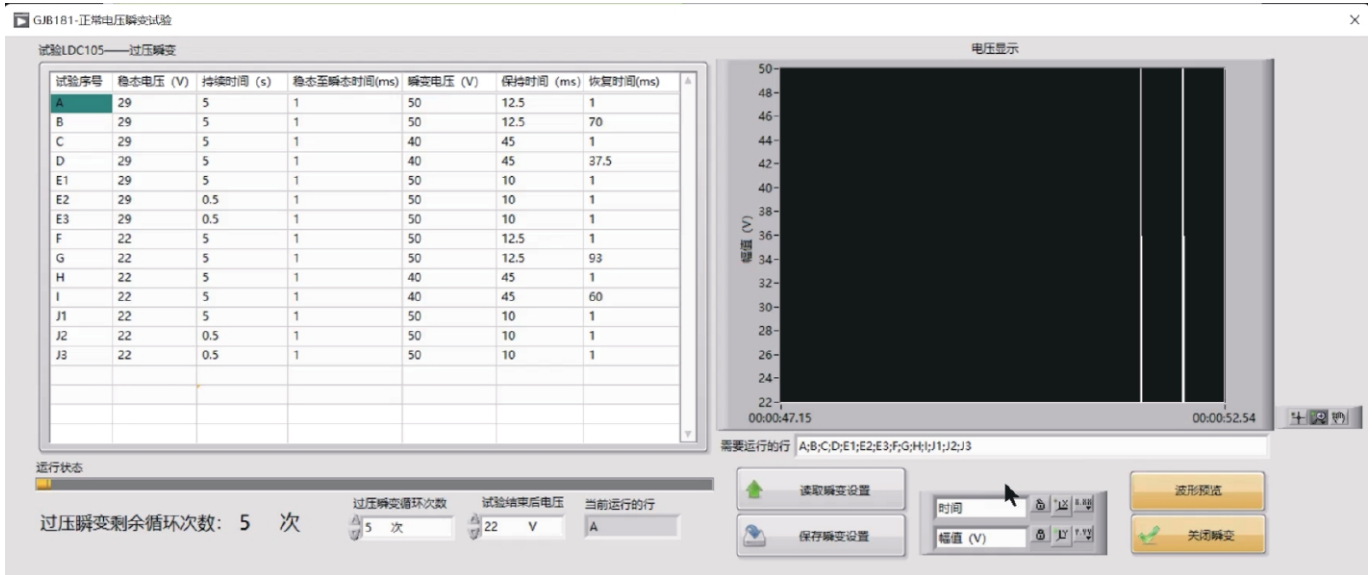 GJB181-正常电压瞬变试验
试验LDC105——过压瞬变
试验序号 稳态电压 (V) 持续时间 (s) 稳态至瞬态时间(ms) 瞬变电压 (V) 保持时间 (ms) 恢复时间(ms)
A 29 5 1 50 12.5 1
B 29 5 1 50 12.5 70
C 29 5 1 40 45 1
D 29 5 1 40 45 37.5
E1 29 5 1 50 10 1
E2 29 0.5 1 50 10 1
E3 29 0.5 1 50 10 1
F 22 5 1 50 12.5 1
G 22 5 1 50 12.5 93
H 22 5 1 40 45 1
I 22 5 1 40 45 60
J1 22 5 1 50 10 1
J2 22 0.5 1 50 10 1
J3 22 0.5 1 50 10 1
电压显示
幅值 (V)
50
48
46
44
42
40
38
36
34
32
30
28
26
24
22
00:00:47.15 00:00:52.54
需要运行的行 A;B;C;D;E1;E2;E3;F;G;H;I;J1;J2;J3
运行状态
过压瞬变剩余循环次数: 5 次
过压瞬变循环次数
5 次
试验结束后电压
22 V
当前运行的行
A
读取瞬变设置
保存瞬变设置
时间
幅值 (V)
波形预览
关闭瞬变